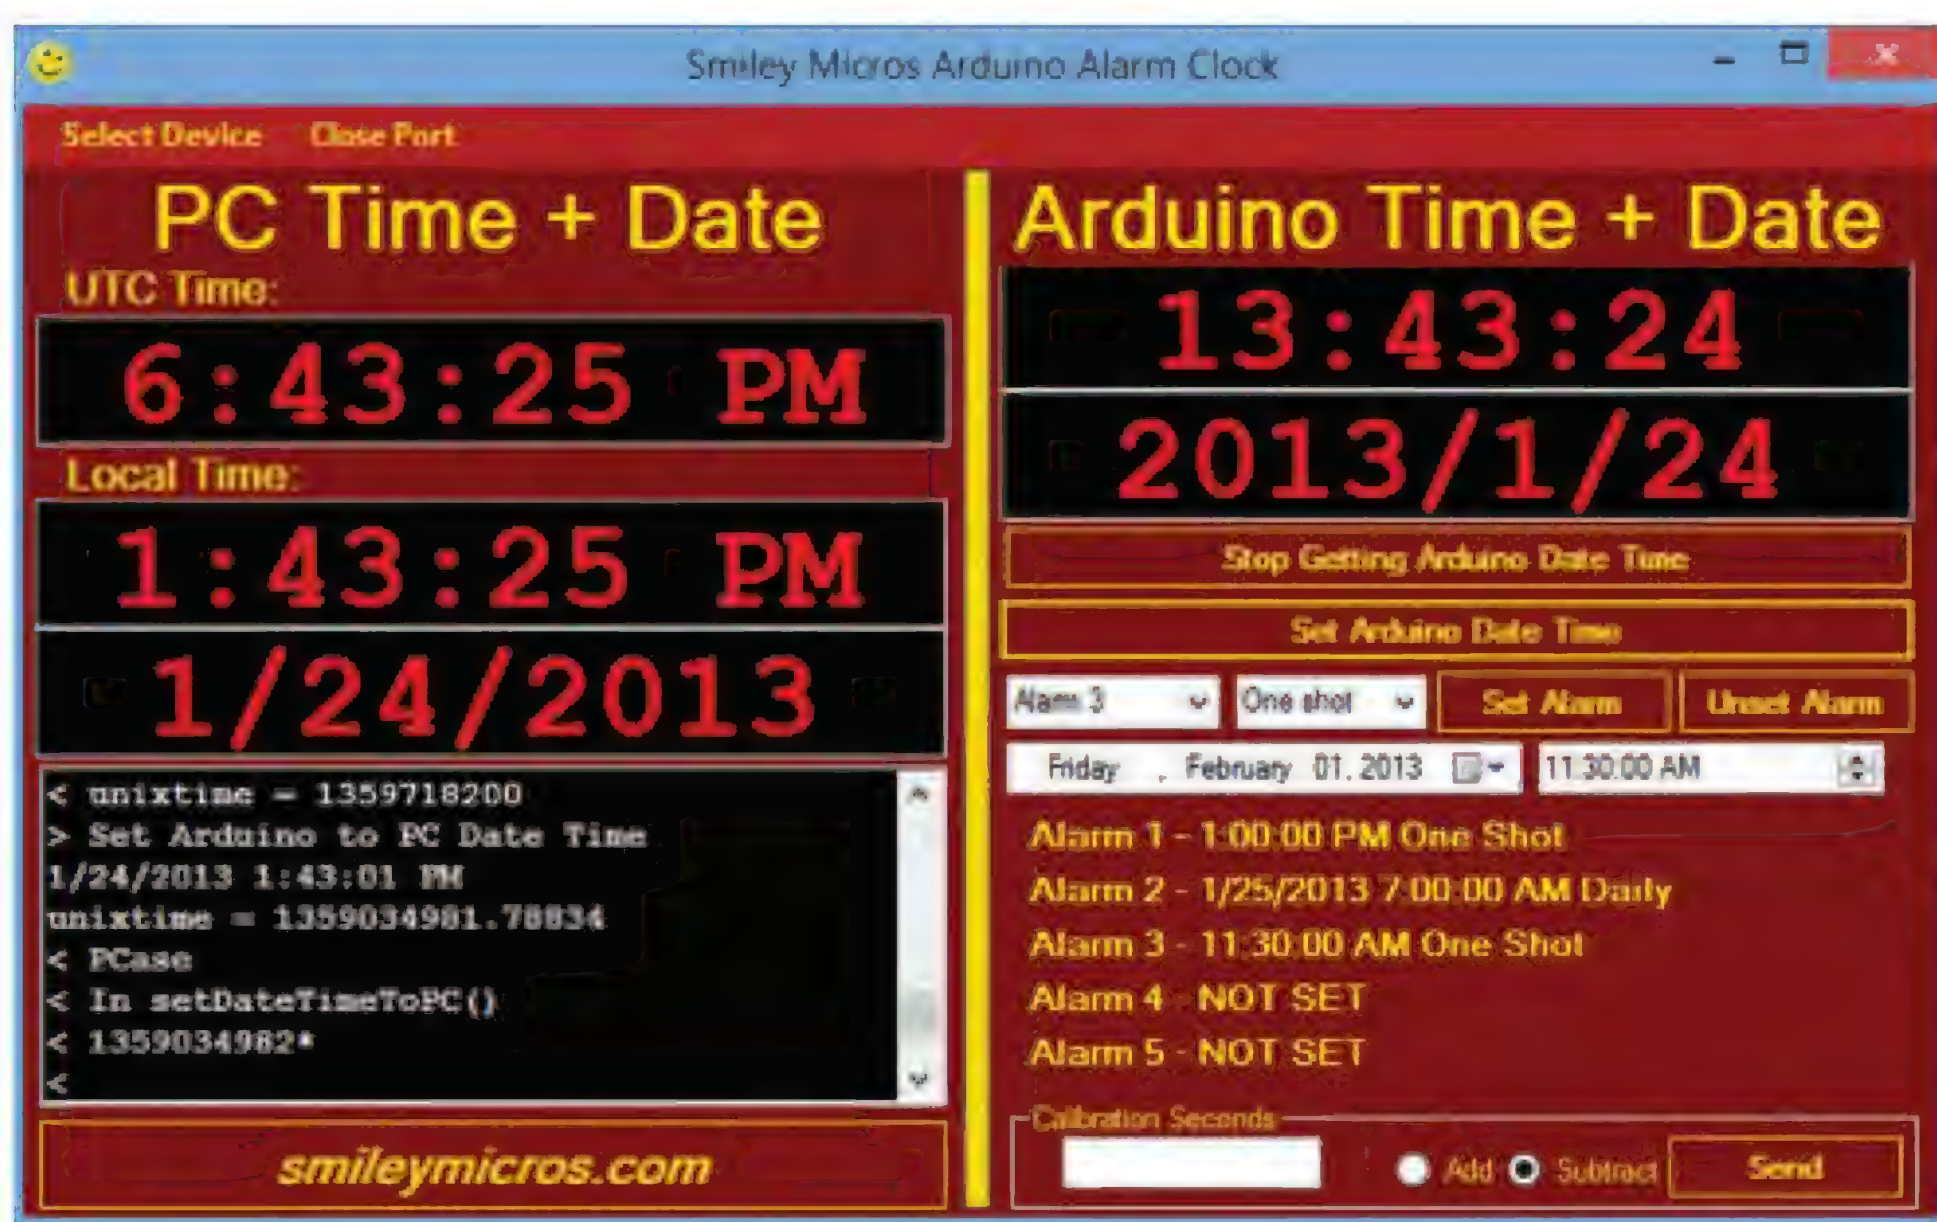 Smiley Micros Arduino Alarm Clock
Select Device Close Port
PC Time + Date
UTC Time:
6:43:25 PM
Local Time:
1:43:25 PM
1/24/2013
< unixtime = 1359718200
> Set Arduino to PC Date Time
1/24/2013 1:43:01 PM
unixtime = 1359034981.78834
< PCase
< In setDateTimeToPC()
< 1359034982*
<
smileymicros.com
Arduino Time + Date
13:43:24
2013/1/24
Stop Getting Arduino Date Time
Set Arduino Date Time
Alarm 3 One shot Set Alarm Unset Alarm
Friday , February 01, 2013 11:30:00 AM
Alarm 1 - 1:00:00 PM One Shot
Alarm 2 - 1/25/2013 7:00:00 AM Daily
Alarm 3 - 11:30:00 AM One Shot
Alarm 4 - NOT SET
Alarm 5 - NOT SET
Calibration Seconds
Add Subtract Send